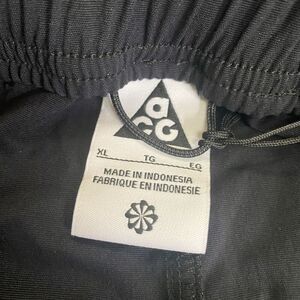 acg
XL TG EG
MADE IN INDONESIA
FABRIQUE EN INDONESIE